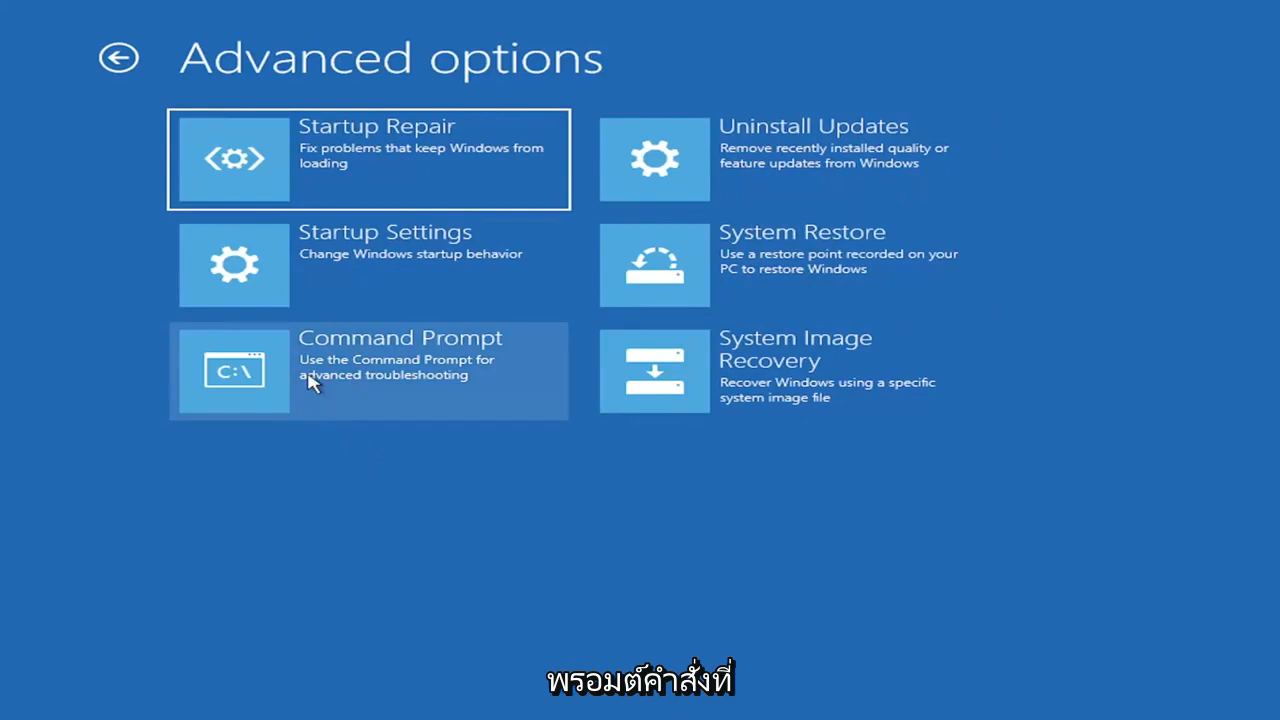 Advanced options
Startup Repair
Fix problems that keep Windows from
loading
Uninstall Updates
Remove recently installed quality or
feature updates from Windows
Startup Settings
Change Windows startup behavior
System Restore
Use a restore point recorded on your
PC to restore Windows
C:\
Command Prompt
Use the Command Prompt for
advanced troubleshooting
System Image
Recovery
Recover Windows using a specific
system image file
พรอมต์คำสั่งที่